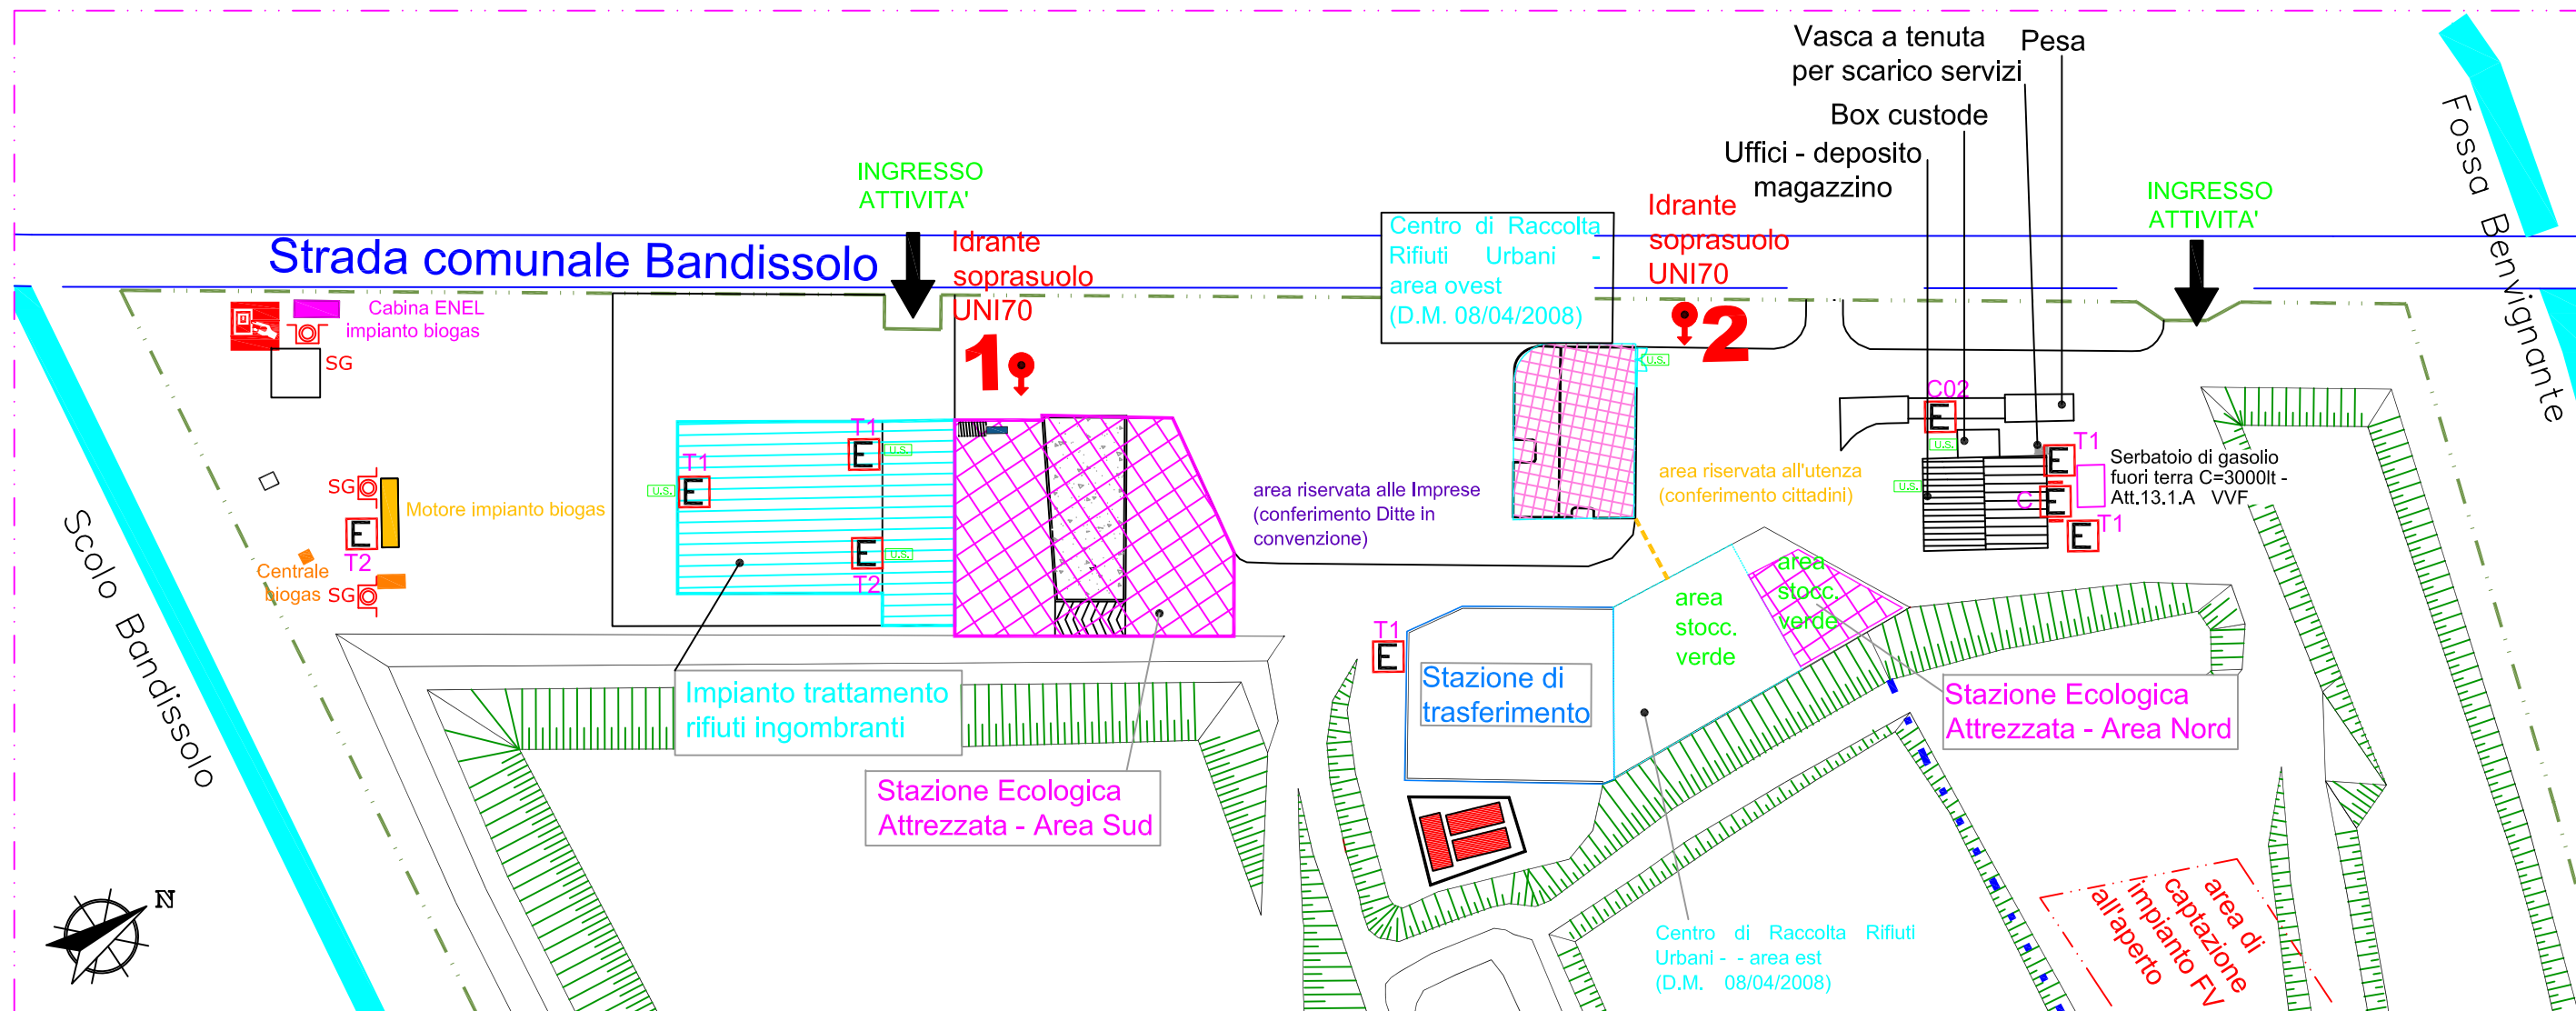 Vasca a tenuta
per scarico servizi
Pesa
Box custode
Uffici - deposito
magazzino
INGRESSO
ATTIVITA'
INGRESSO
ATTIVITA'
Fossa Benvignante
Strada comunale Bandissolo
Idrante
soprasuolo
UNI70
1
Centro di Raccolta
Rifiuti Urbani -
area ovest
(D.M. 08/04/2008)
Idrante
soprasuolo
UNI70
2
Cabina ENEL
impianto biogas
SG
SG
E
T2
Motore impianto biogas
Centrale
biogas
SG
Scolo Bandissolo
T1
E
U.S.
T1
E
U.S.
E
T2
U.S.
area riservata alle Imprese
(conferimento Ditte in
convenzione)
U.S.
area riservata all'utenza
(conferimento cittadini)
C02
E
U.S.
U.S.
T1
E
C
E
T1
E
Serbatoio di gasolio
fuori terra C=3000lt -
Att.13.1.A VVF
area
stocc.
verde
area
stocc.
verde
T1
E
Stazione di
trasferimento
Impianto trattamento
rifiuti ingombranti
Stazione Ecologica
Attrezzata - Area Sud
Stazione Ecologica
Attrezzata - Area Nord
Centro di Raccolta Rifiuti
Urbani - - area est
(D.M. 08/04/2008)
area di
captazione
impianto FV
all'aperto
N